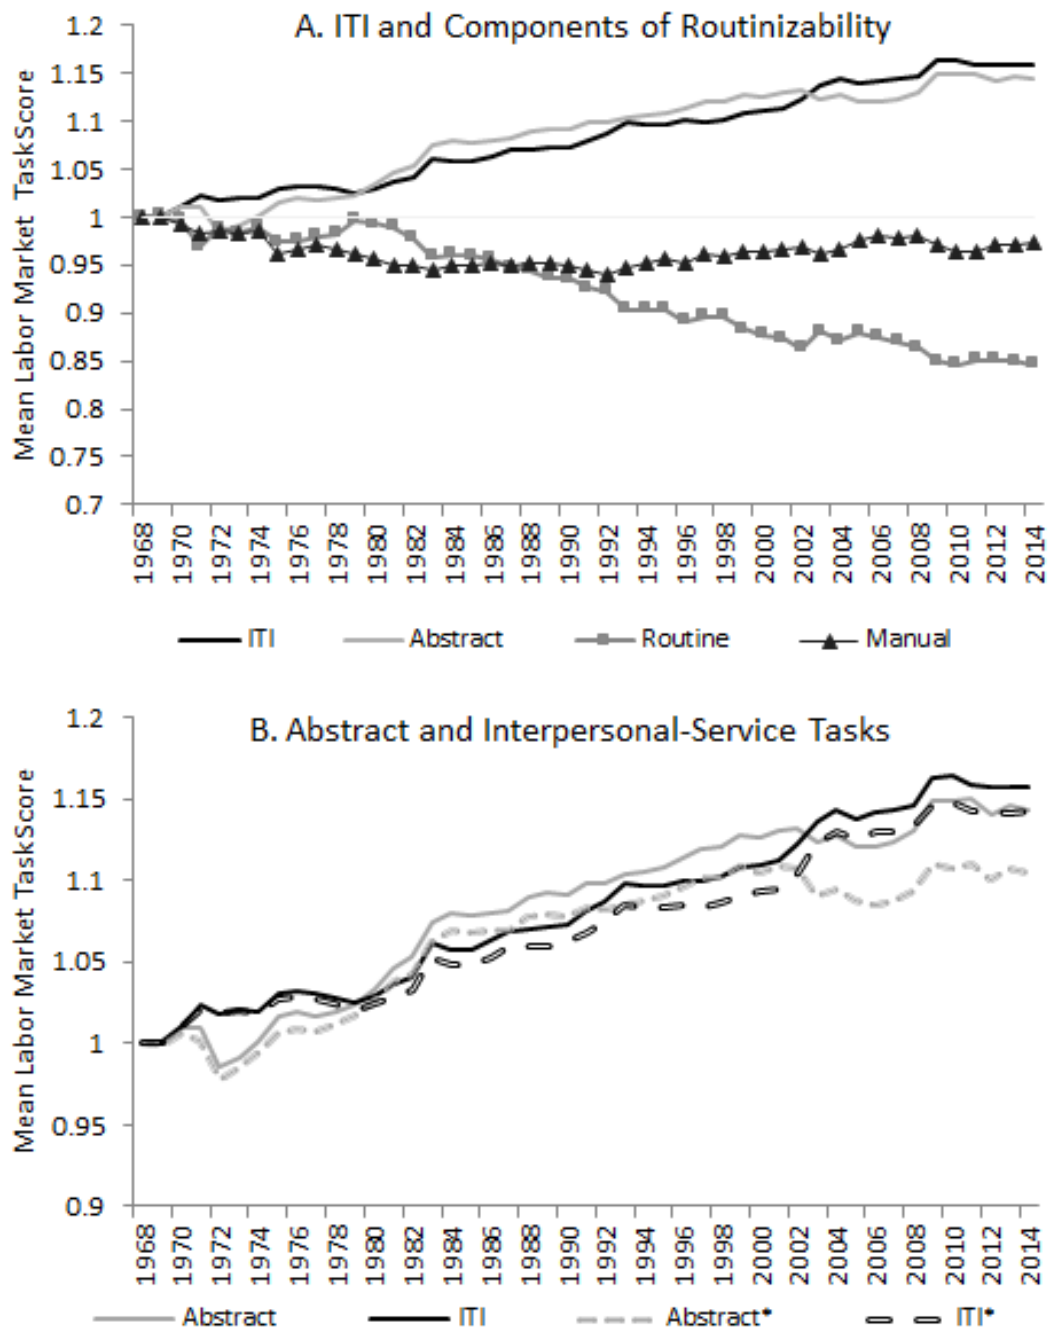 A. ITI and Components of Routinizability
Mean Labor Market TaskScore
1.2
1.15
1.1
1.05
1
0.95
0.9
0.85
0.8
0.75
0.7
1968 1970 1972 1974 1976 1978 1980 1982 1984 1986 1988 1990 1992 1994 1996 1998 2000 2002 2004 2006 2008 2010 2012 2014
ITI Abstract Routine Manual
B. Abstract and Interpersonal-Service Tasks
Mean Labor Market TaskScore
1.2
1.15
1.1
1.05
1
0.95
0.9
1968 1970 1972 1974 1976 1978 1980 1982 1984 1986 1988 1990 1992 1994 1996 1998 2000 2002 2004 2006 2008 2010 2012 2014
Abstract ITI Abstract* ITI*